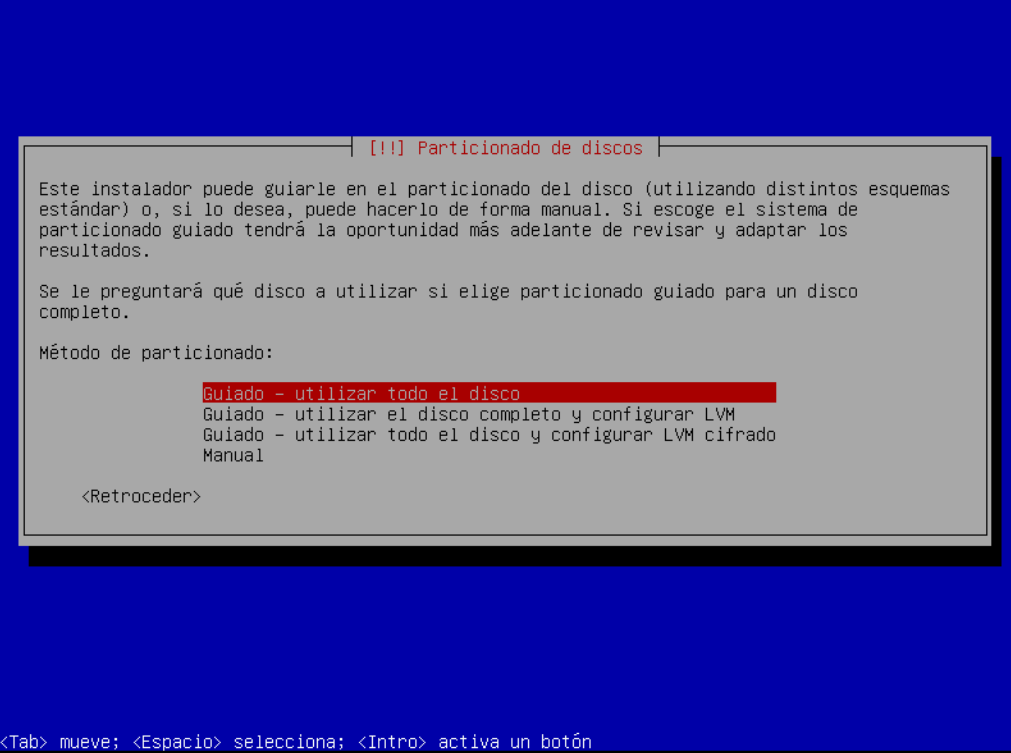 [!!] Particionado de discos
Este instalador puede guiarle en el particionado del disco (utilizando distintos esquemas
estándar) o, si lo desea, puede hacerlo de forma manual. Si escoge el sistema de
particionado guiado tendrá la oportunidad más adelante de revisar y adaptar los
resultados.
Se le preguntará qué disco a utilizar si elige particionado guiado para un disco
completo.
Método de particionado:
Guiado – utilizar todo el disco
Guiado – utilizar el disco completo y configurar LVM
Guiado – utilizar todo el disco y configurar LVM cifrado
Manual
<Retroceder>
<Tab> mueve; <Espacio> selecciona; <Intro> activa un botón